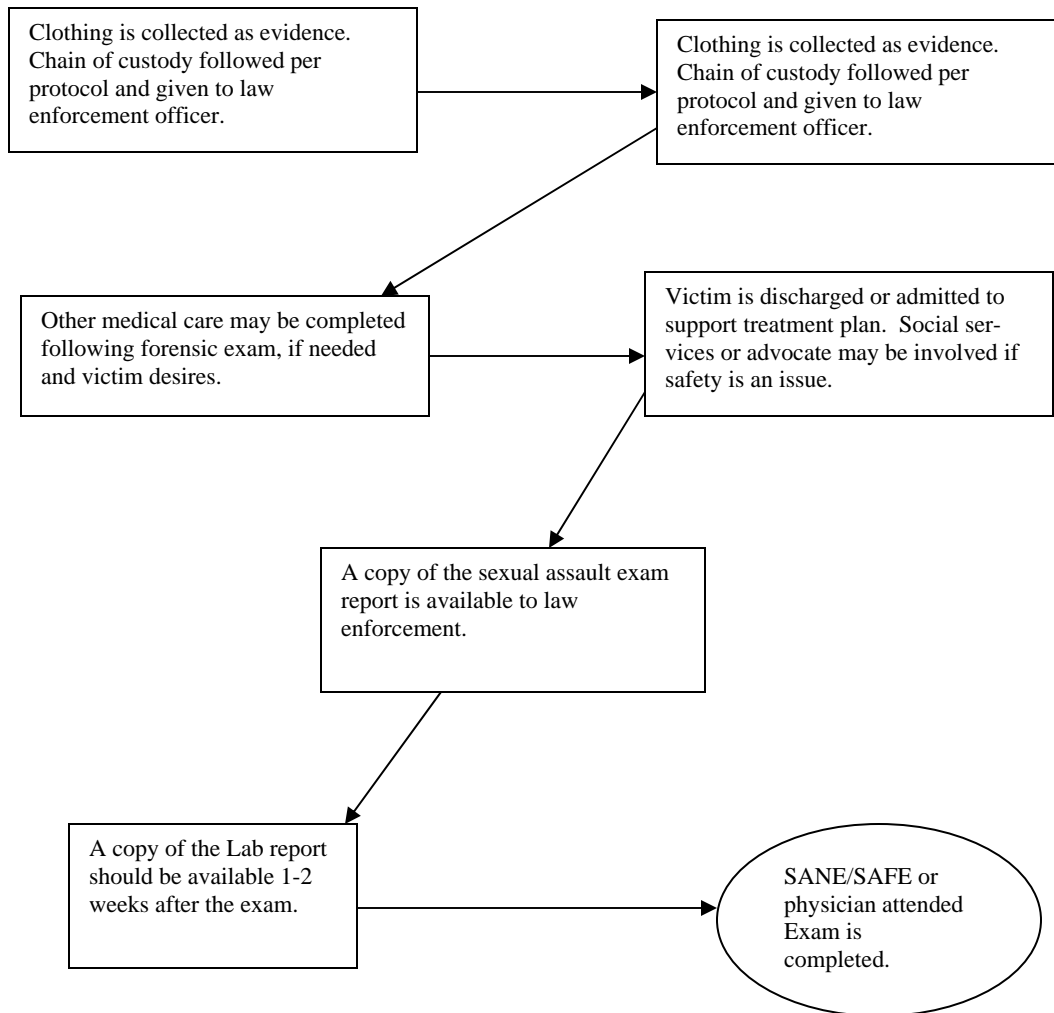 Clothing is collected as evidence.
Chain of custody followed per
protocol and given to law
enforcement officer.
Clothing is collected as evidence.
Chain of custody followed per
protocol and given to law
enforcement officer.
Other medical care may be completed
following forensic exam, if needed
and victim desires.
Victim is discharged or admitted to
support treatment plan.  Social ser-
vices or advocate may be involved if
safety is an issue.
A copy of the sexual assault exam
report is available to law
enforcement.
A copy of the Lab report
should be available 1-2
weeks after the exam.
SANE/SAFE or
physician attended
Exam is
completed.